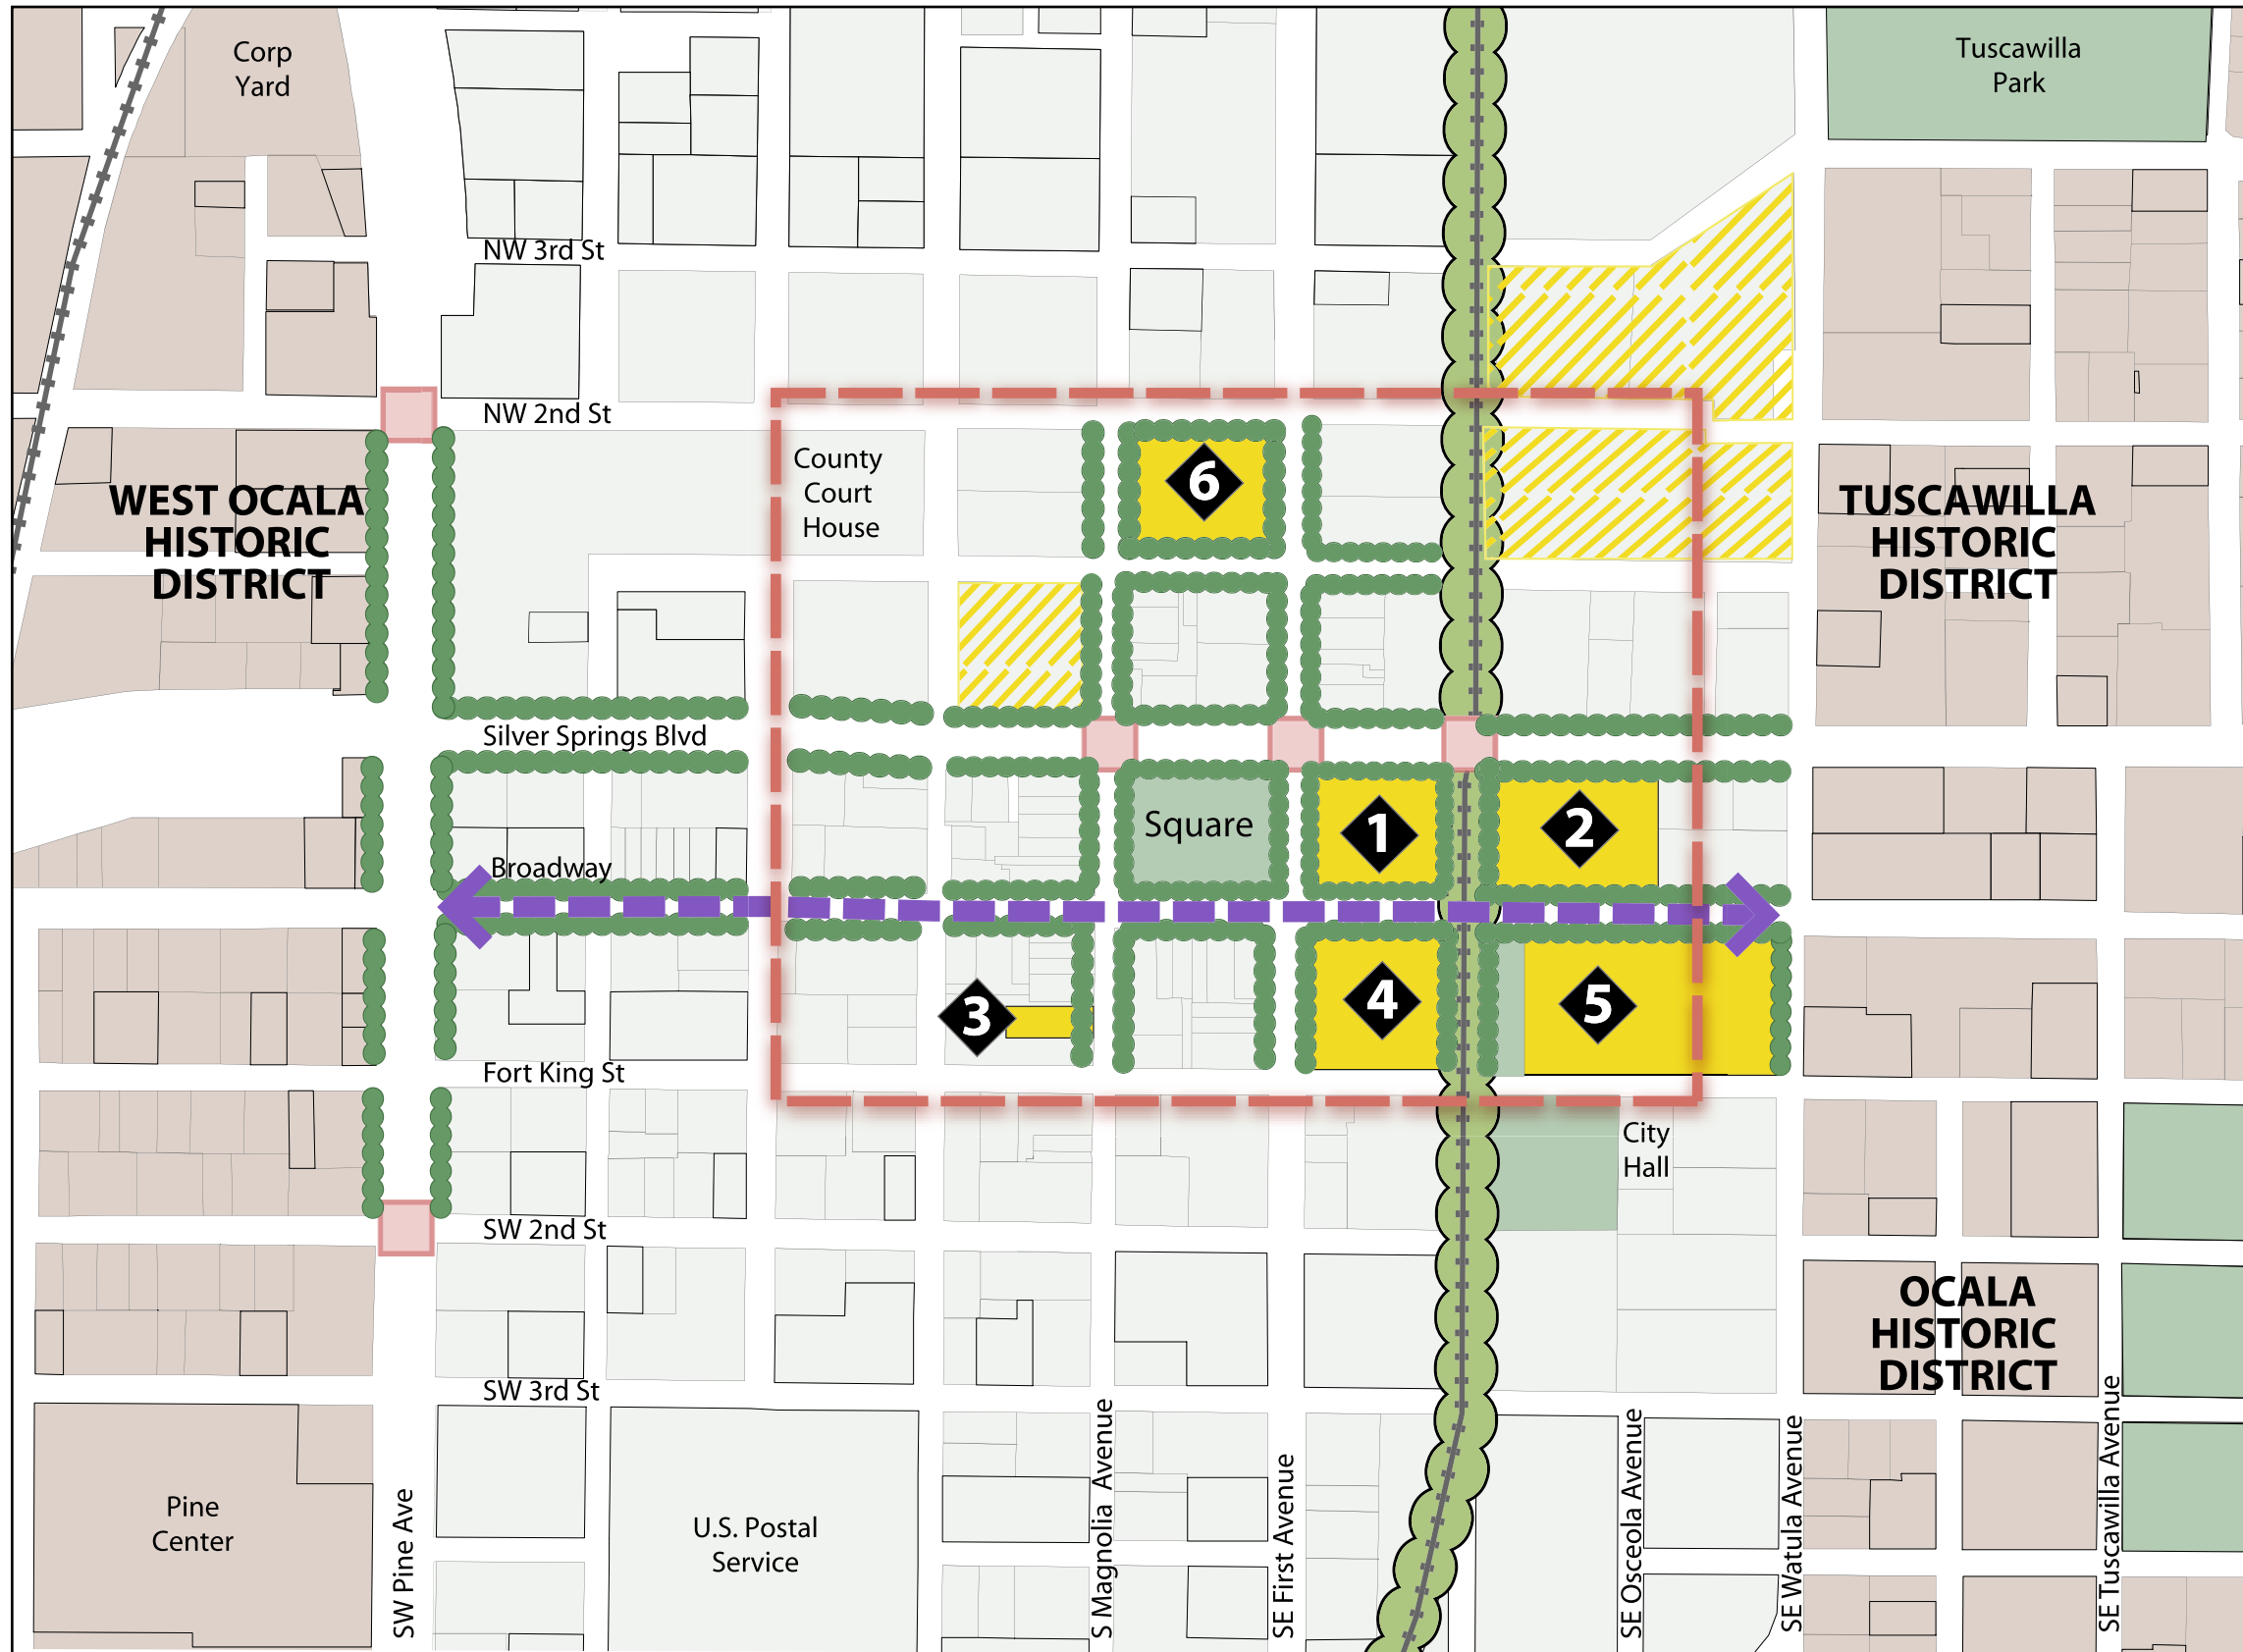 Corp
Yard
Tuscawilla
Park
NW 3rd St
NW 2nd St
County
Court
House
6
WEST OCALA
HISTORIC
DISTRICT
TUSCAWILLA
HISTORIC
DISTRICT
Silver Springs Blvd
Square
1
2
Broadway
3
4
5
Fort King St
City
Hall
SW 2nd St
OCALA
HISTORIC
DISTRICT
SW 3rd St
Pine
Center
U.S. Postal
Service
SW Pine Ave
S Magnolia Avenue
SE First Avenue
SE Osceola Avenue
SE Watula Avenue
SE Tuscawilla Avenue